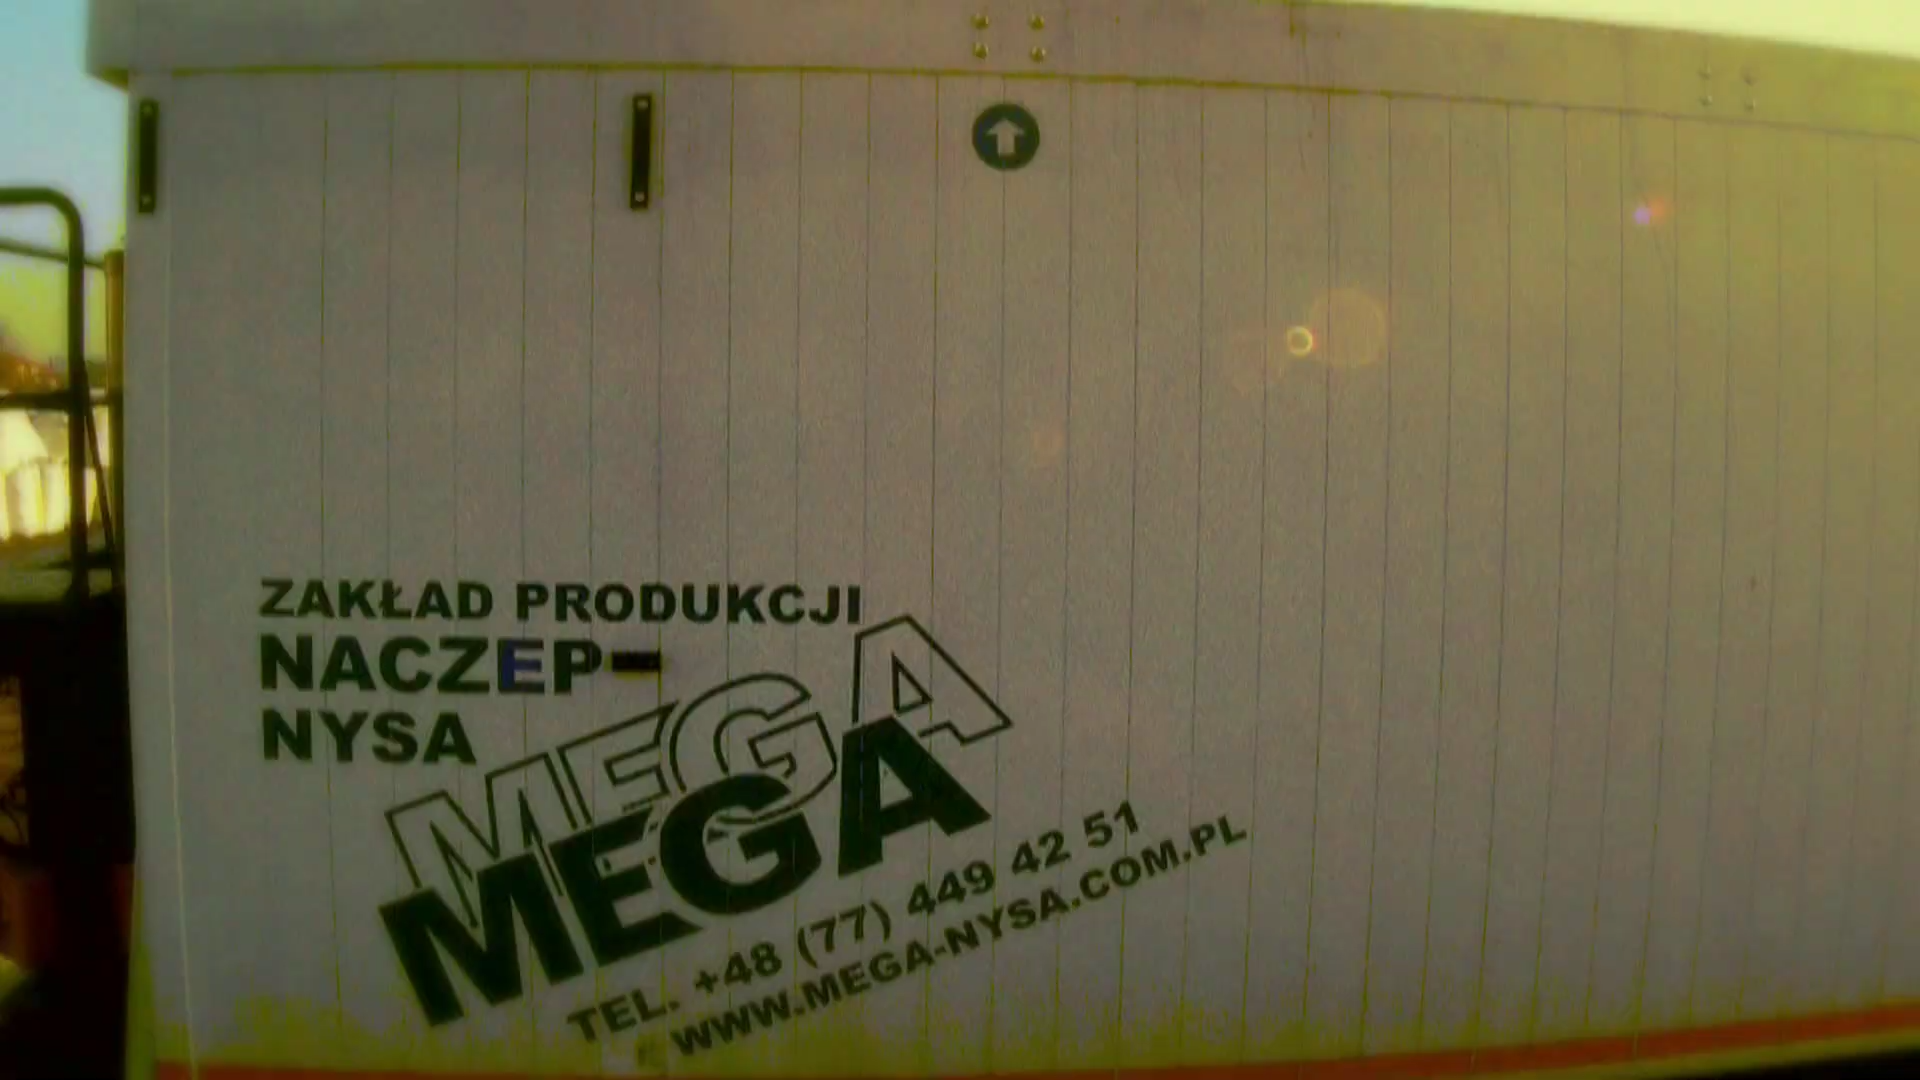 ZAKŁAD PRODUKCJI
NACZEP
NYSA
MEGA
MEGA
TEL. +48 (77) 449 42 51
WWW.MEGA-NYSA.COM.PL